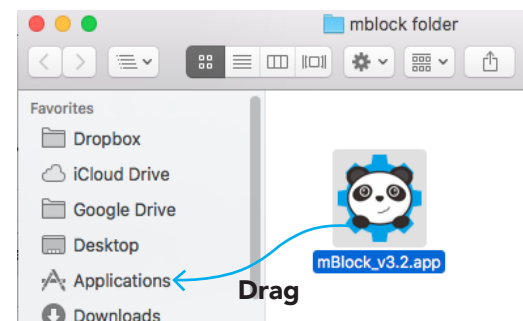 mblock folder
Favorites
Dropbox
iCloud Drive
Google Drive
Desktop
Applications
Downloads
mBlock_v3.2.app
Drag